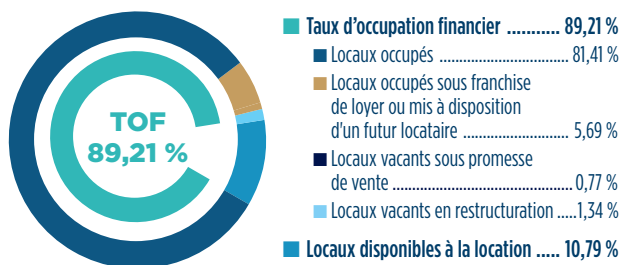 TOF
89,21 %
Taux d'occupation financier ........... 89,21 %
Locaux occupés ................................ 81,41 %
Locaux occupés sous franchise
de loyer ou mis à disposition
d'un futur locataire .......................... 5,69 %
Locaux vacants sous promesse
de vente .............................................0,77 %
Locaux vacants en restructuration .....1,34 %
Locaux disponibles à la location ..... 10,79 %